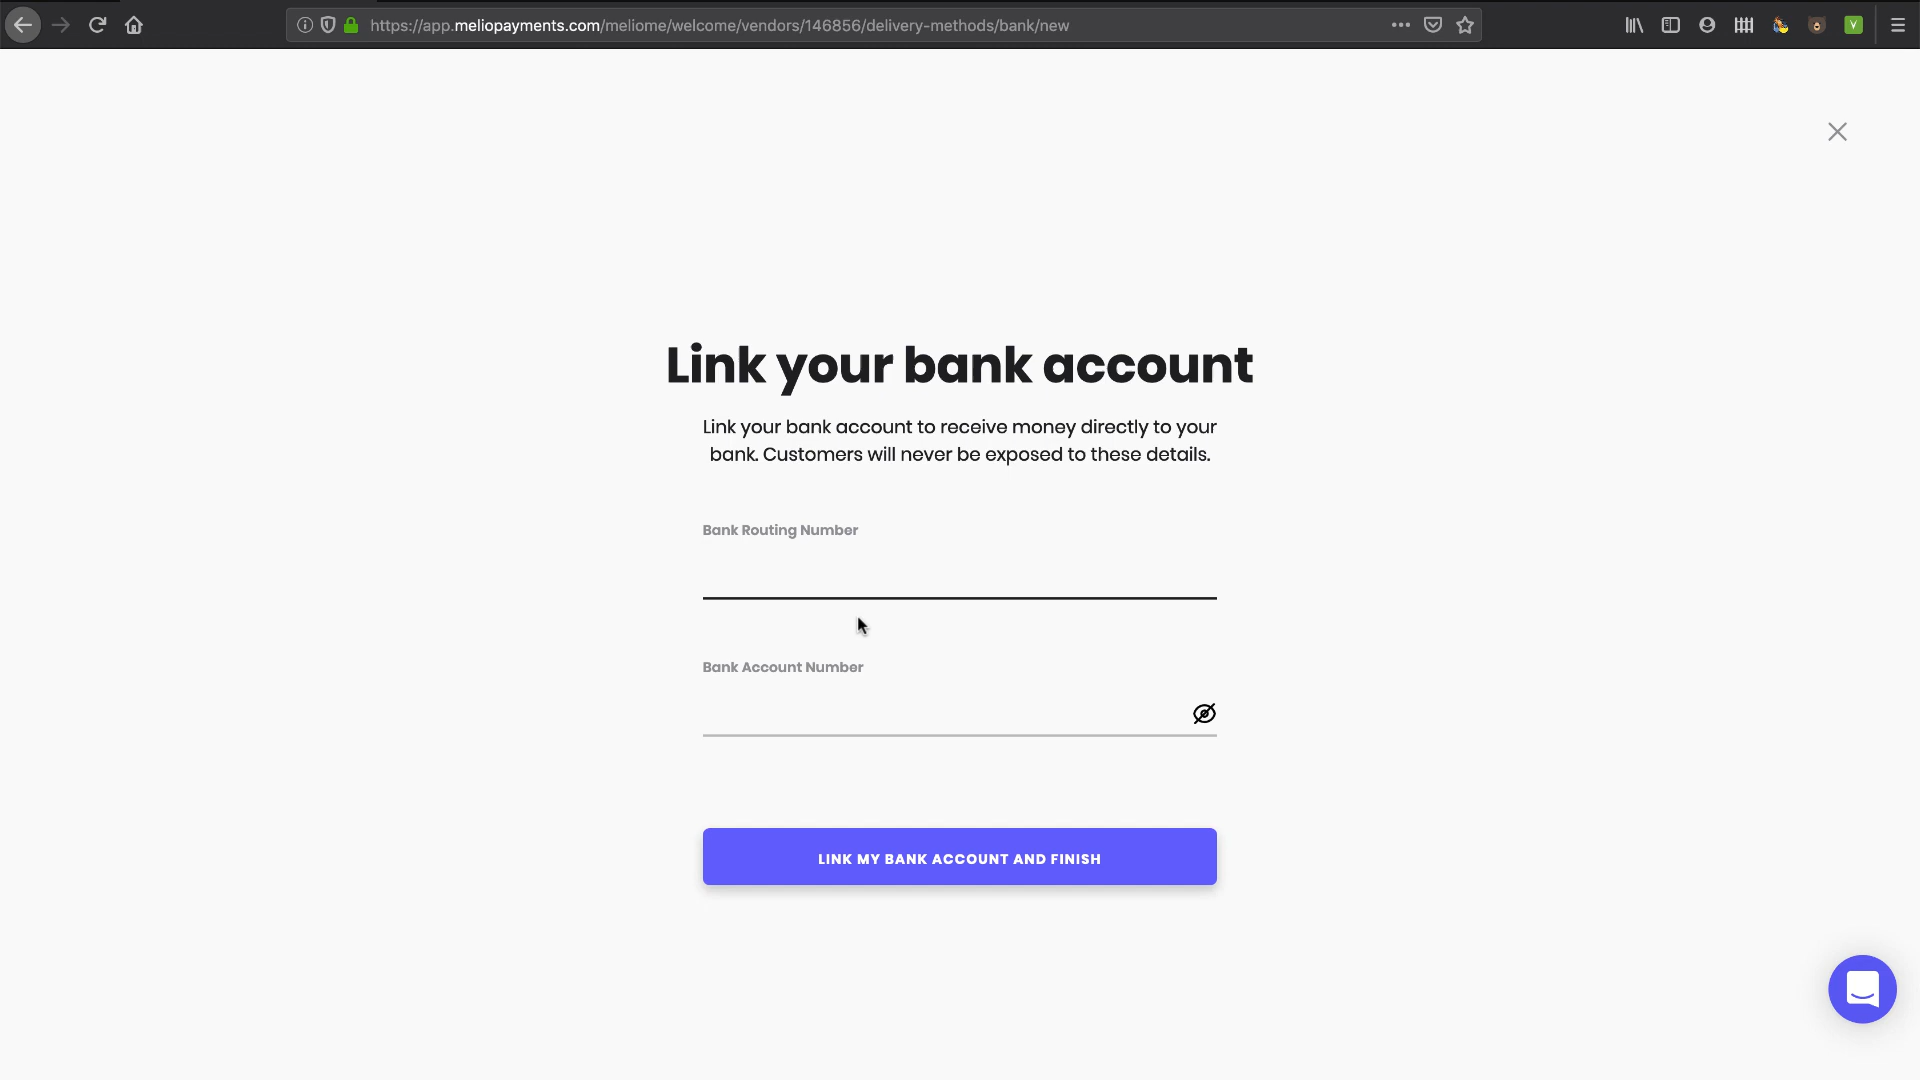 https://app.meliopayments.com/meliome/welcome/vendors/146856/delivery-methods/bank/new
Link your bank account
Link your bank account to receive money directly to your
bank. Customers will never be exposed to these details.
Bank Routing Number
Bank Account Number
LINK MY BANK ACCOUNT AND FINISH